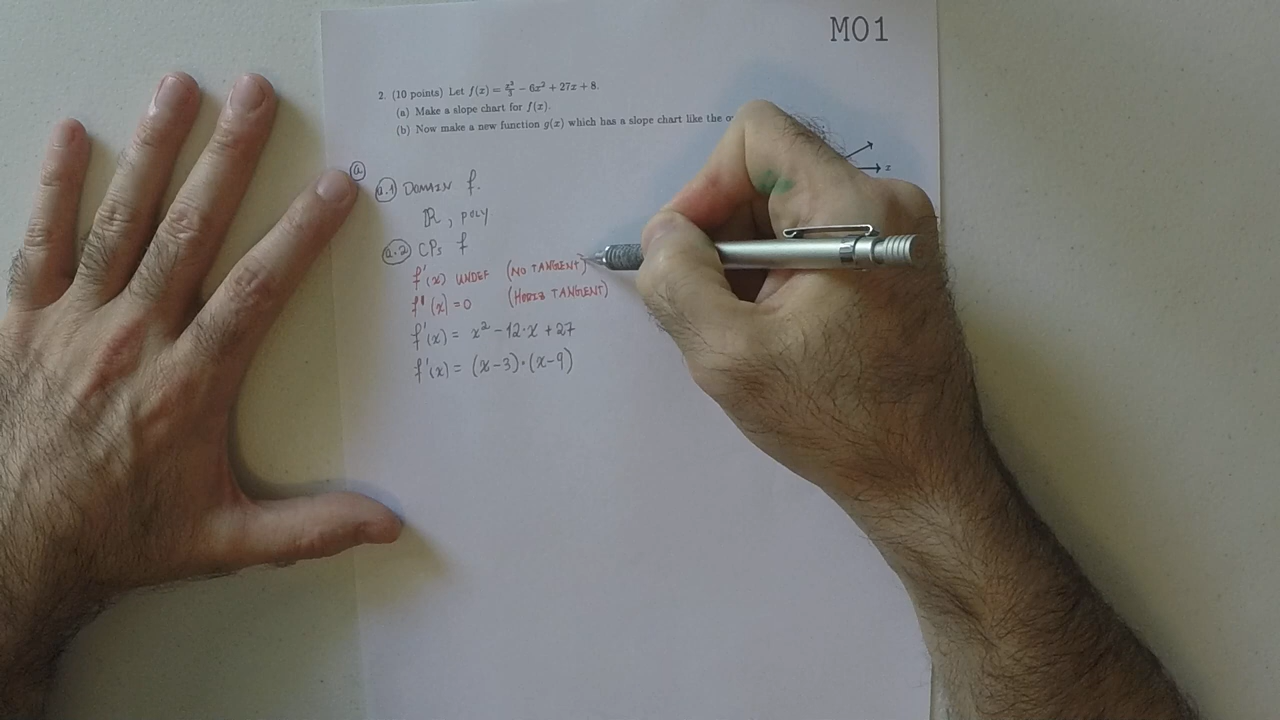 M01
2. (10 points) Let f(x) = x³/3 − 6x² + 27x + 8.
(a) Make a slope chart for f(x).
(b) Now make a new function g(x) which has a slope chart like the
x
(a)
(a.1) DOMAIN f.
ℝ, POLY
(a.2) CPs f
f'(x) UNDEF (NO TANGENT)
f'(x) = 0 (HORIZ TANGENT)
f'(x) = x² − 12·x + 27
f'(x) = (x−3)·(x−9)